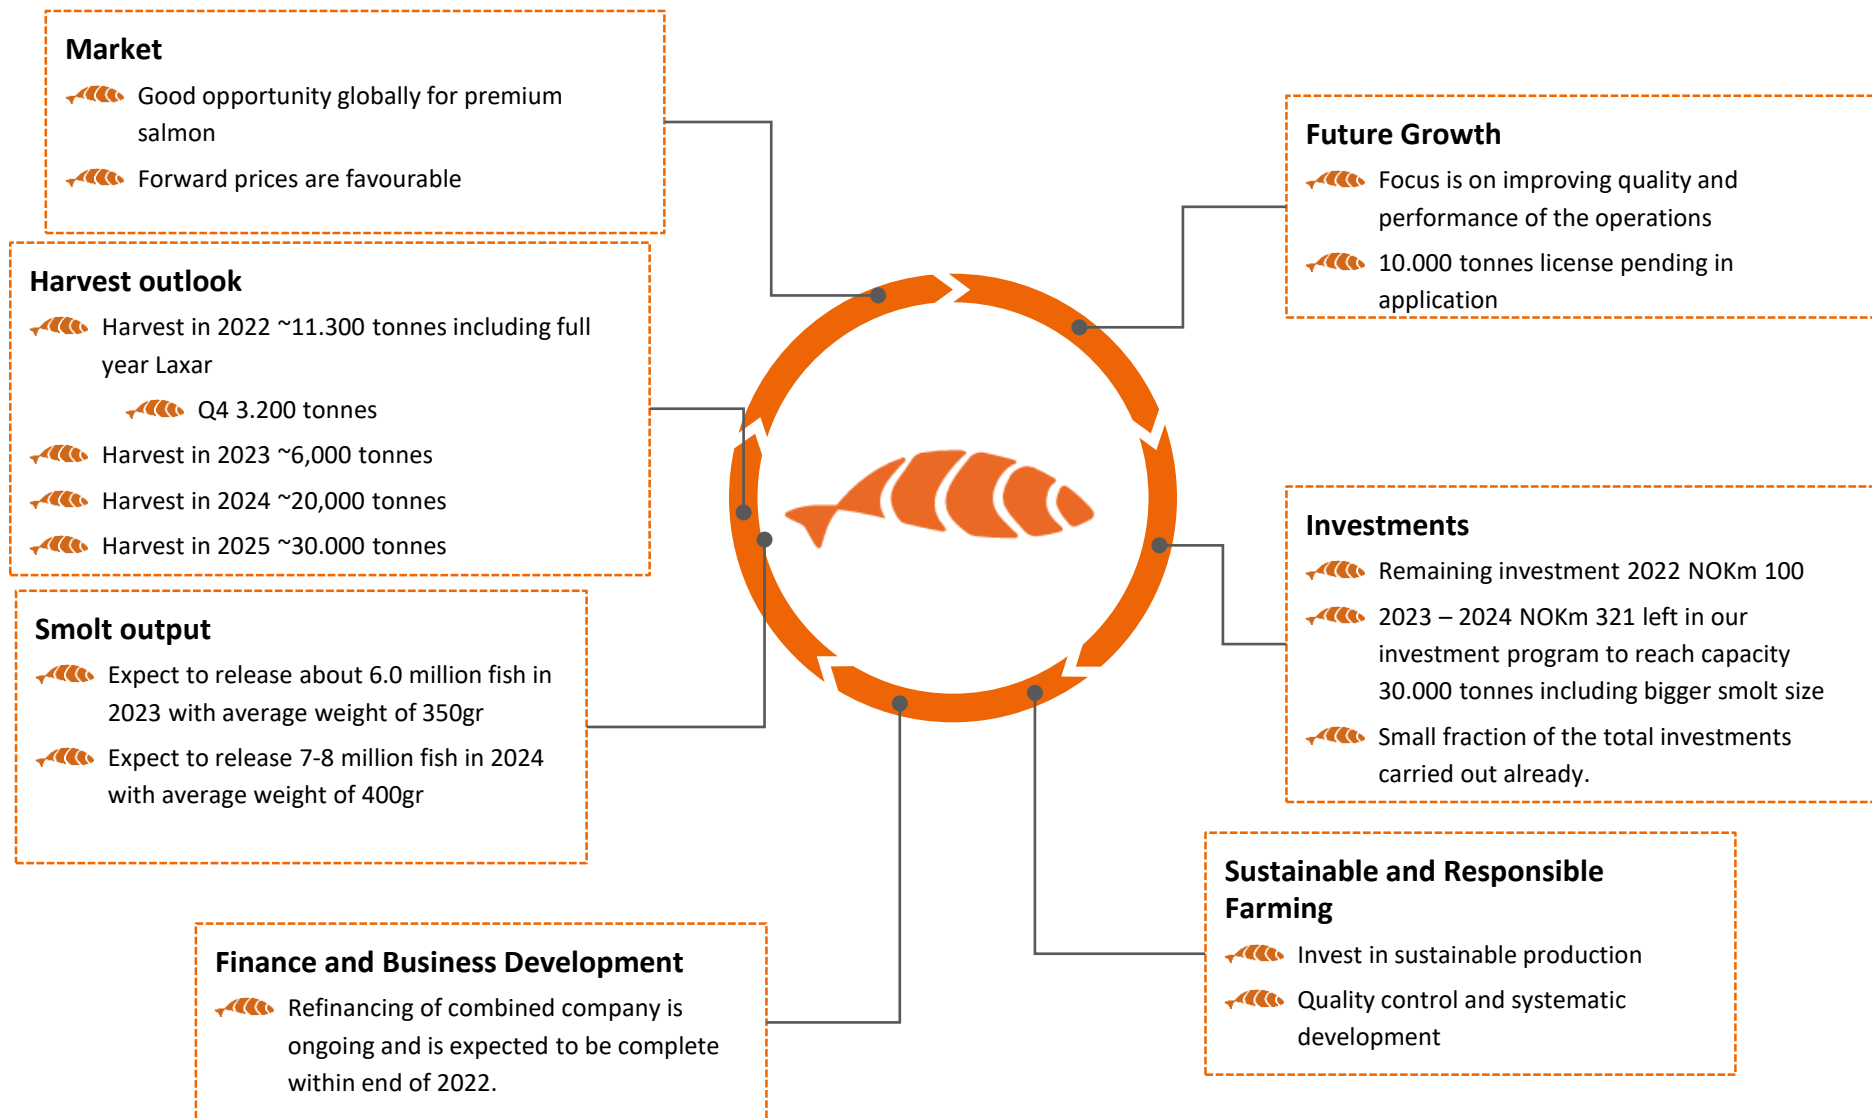 Market
Good opportunity globally for premium
salmon
Forward prices are favourable
Harvest outlook
Harvest in 2022 ~11.300 tonnes including full
year Laxar
Q4 3.200 tonnes
Harvest in 2023 ~6,000 tonnes
Harvest in 2024 ~20,000 tonnes
Harvest in 2025 ~30.000 tonnes
Smolt output
Expect to release about 6.0 million fish in
2023 with average weight of 350gr
Expect to release 7-8 million fish in 2024
with average weight of 400gr
Finance and Business Development
Refinancing of combined company is
ongoing and is expected to be complete
within end of 2022.
Future Growth
Focus is on improving quality and
performance of the operations
10.000 tonnes license pending in
application
Investments
Remaining investment 2022 NOKm 100
2023 – 2024 NOKm 321 left in our
investment program to reach capacity
30.000 tonnes including bigger smolt size
Small fraction of the total investments
carried out already.
Sustainable and Responsible
Farming
Invest in sustainable production
Quality control and systematic
development